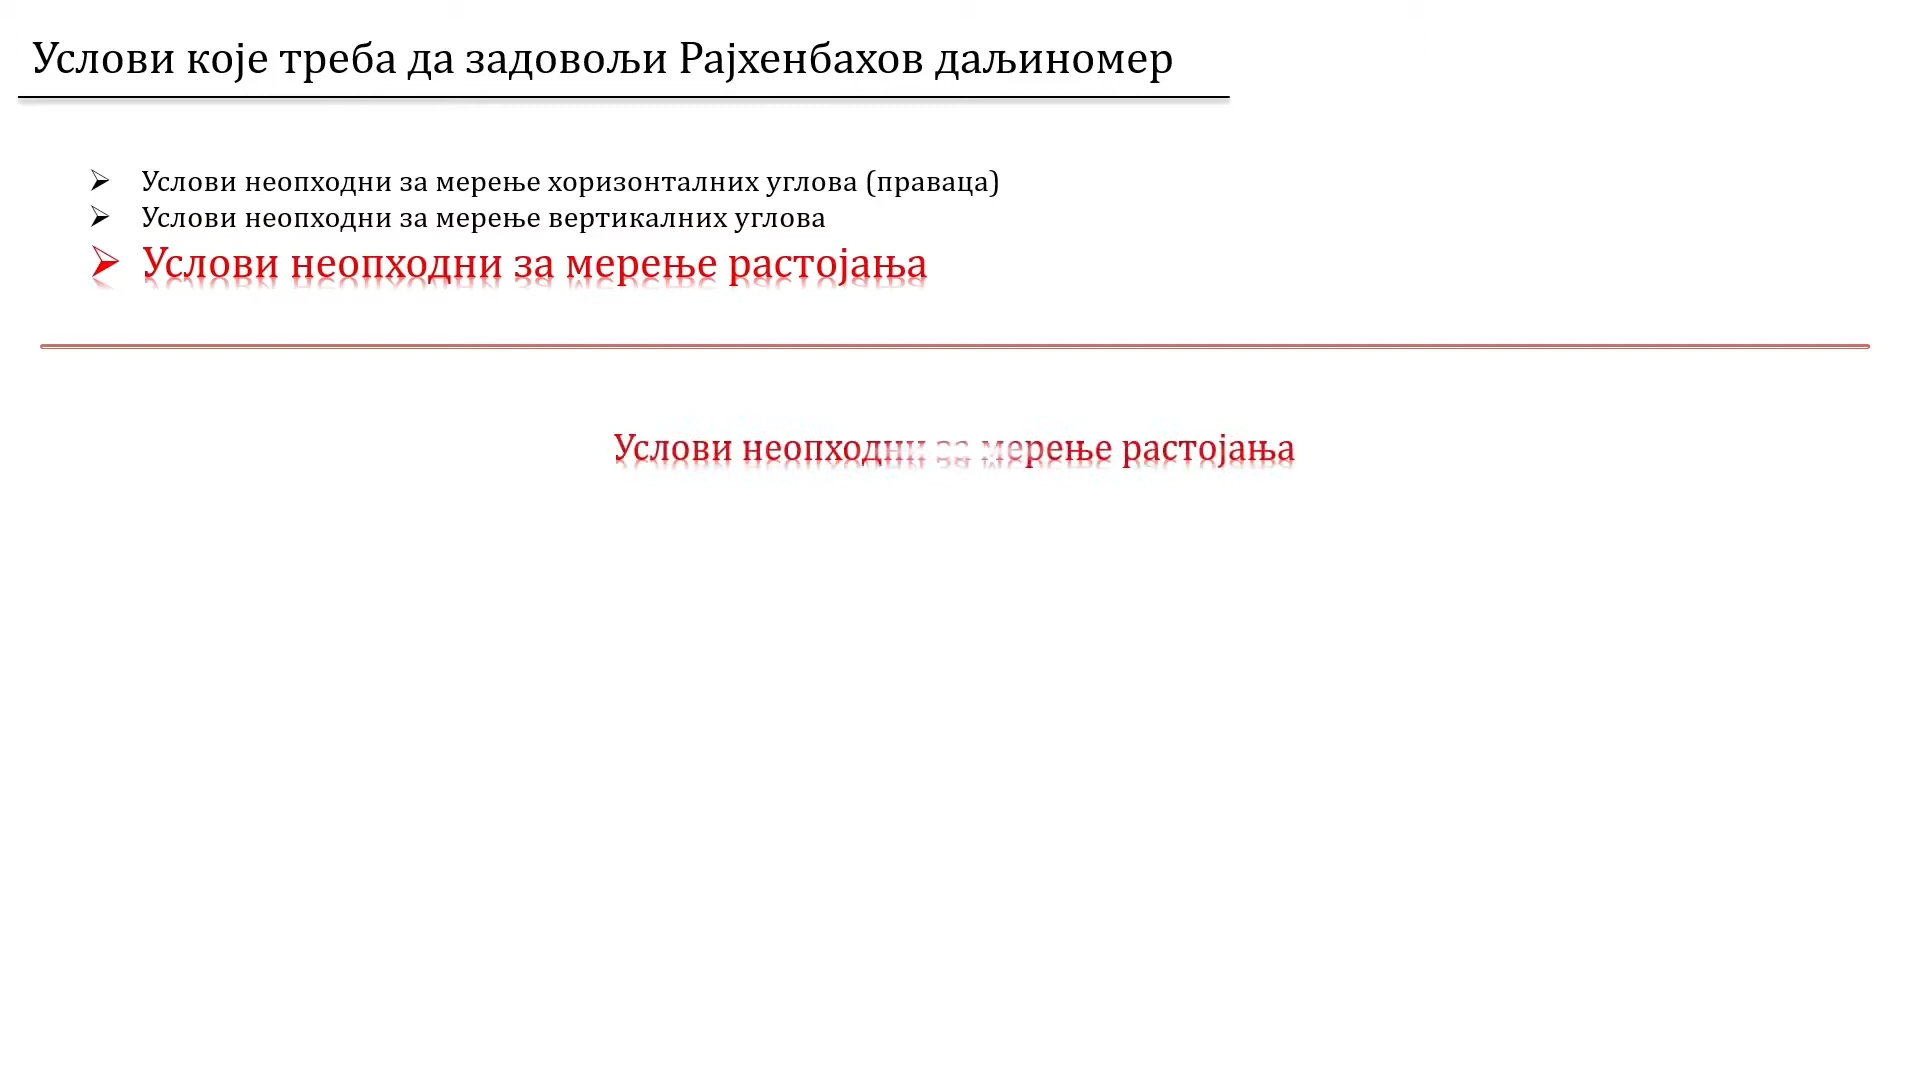 Услови које треба да задовољи Рајхенбахов даљиномер
Услови неопходни за мерење хоризонталних углова (праваца)
Услови неопходни за мерење вертикалних углова
Услови неопходни за мерење растојања
Услови неопходни за мерење растојања